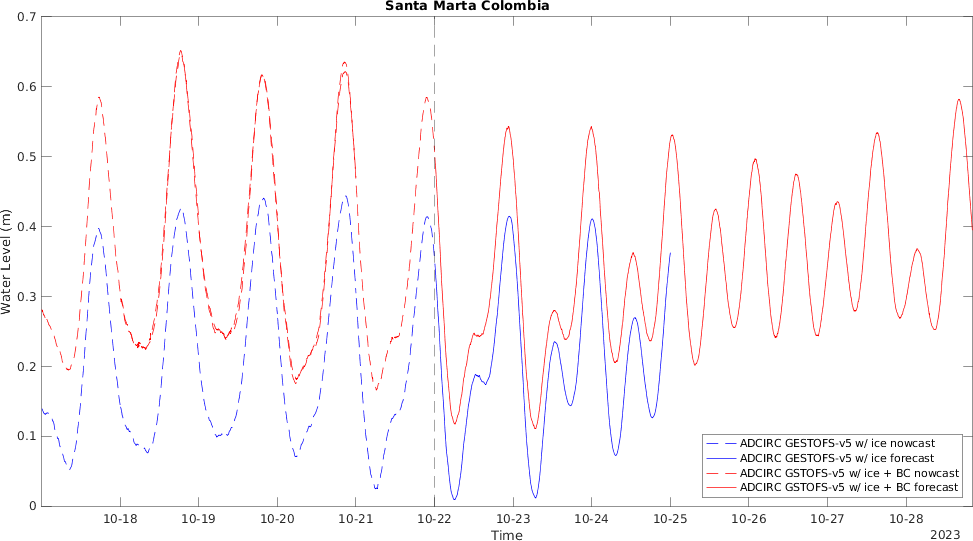 Santa Marta Colombia
0.7
0.6
0.5
0.4
0.3
0.2
0.1
0
Water Level (m)
ADCIRC GESTOFS-v5 w/ ice nowcast
ADCIRC GESTOFS-v5 w/ ice forecast
ADCIRC GSTOFS-v5 w/ ice + BC nowcast
ADCIRC GSTOFS-v5 w/ ice + BC forecast
10-18 10-19 10-20 10-21 10-22 10-23 10-24 10-25 10-26 10-27 10-28
Time
2023